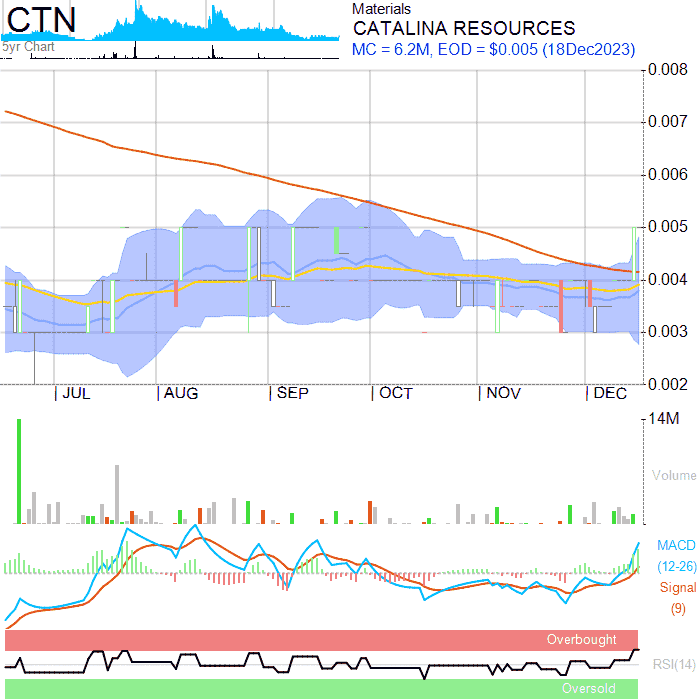 CTN
5yr Chart
Materials
CATALINA RESOURCES
MC = 6.2M, EOD = $0.005 (18Dec2023)
0.008
0.007
0.006
0.005
0.004
0.003
0.002
JUL AUG SEP OCT NOV DEC
14M
Volume
MACD
(12-26)
Signal
(9)
Overbought
RSI(14)
Oversold